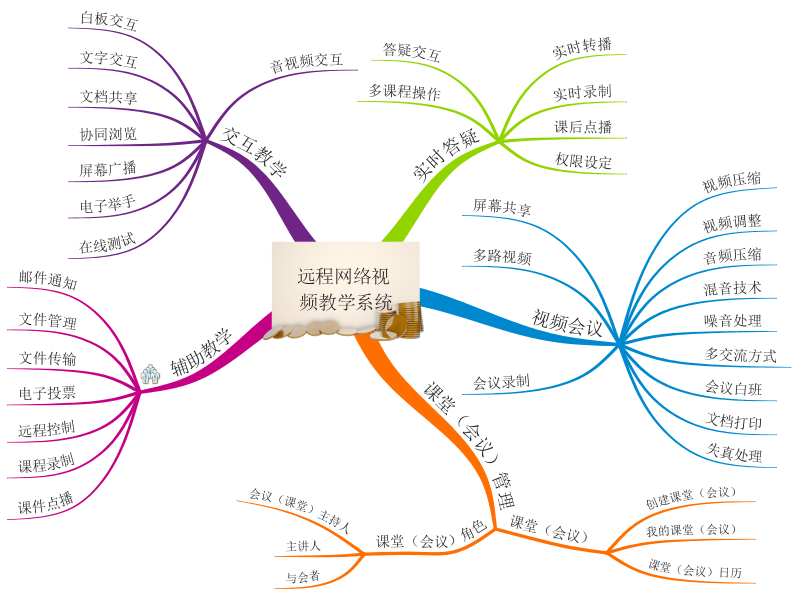 远程网络视
频教学系统
交互教学
白板交互
文字交互
文档共享
协同浏览
屏幕广播
电子举手
在线测试
音视频交互
实时答疑
答疑交互
多课程操作
实时转播
实时录制
课后点播
权限设定
视频会议
屏幕共享
多路视频
会议录制
视频压缩
视频调整
音频压缩
混音技术
噪音处理
多交流方式
会议白班
文档打印
失真处理
辅助教学
邮件通知
文件管理
文件传输
电子投票
远程控制
课程录制
课件点播
课堂（会议）管理
课堂（会议）角色
会议（课堂）主持人
主讲人
与会者
课堂（会议）
创建课堂（会议）
我的课堂（会议）
课堂（会议）日历